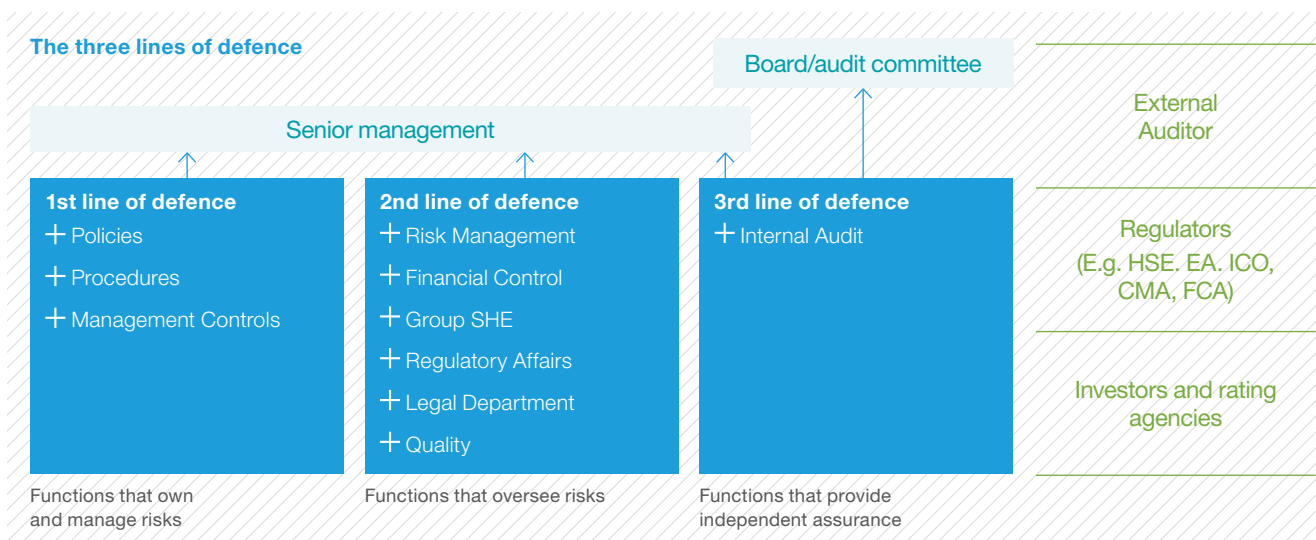 The three lines of defence
Board/audit committee
Senior management
1st line of defence
+ Policies
+ Procedures
+ Management Controls
Functions that own
and manage risks
2nd line of defence
+ Risk Management
+ Financial Control
+ Group SHE
+ Regulatory Affairs
+ Legal Department
+ Quality
Functions that oversee risks
3rd line of defence
+ Internal Audit
Functions that provide
independent assurance
External
Auditor
Regulators
(E.g. HSE. EA. ICO,
CMA, FCA)
Investors and rating
agencies